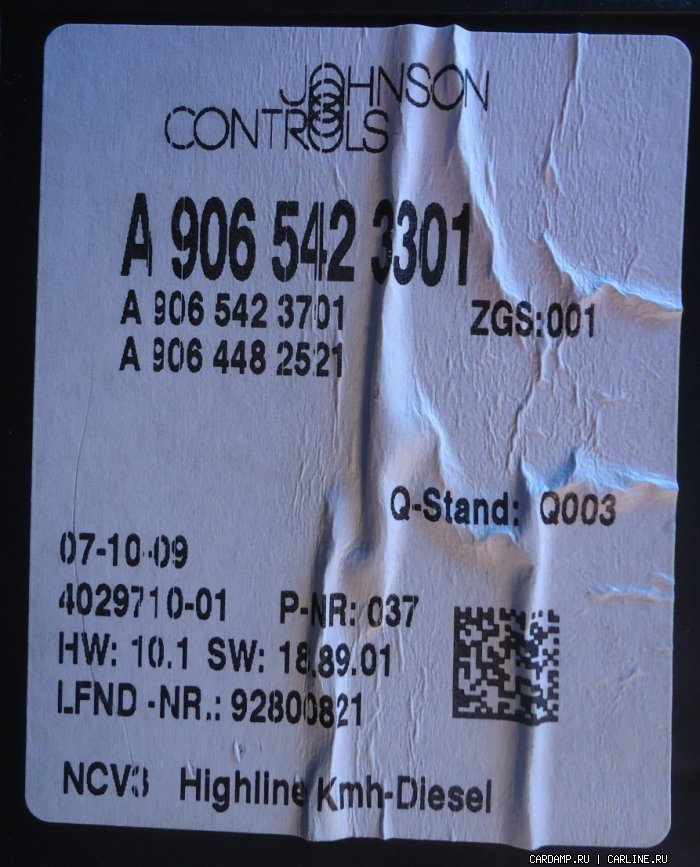 JOHNSON
CONTROLS
A 906 542 3301
A 906 542 3701 ZGS:001
A 906 448 2521
Q-Stand: Q003
07-10-09
4029710-01 P-NR: 037
HW: 10.1 SW: 18.89.01
LFND -NR.: 92800821
NCV3 Highline Kmh-Diesel
CARDAMP.RU | CARLINE.RU